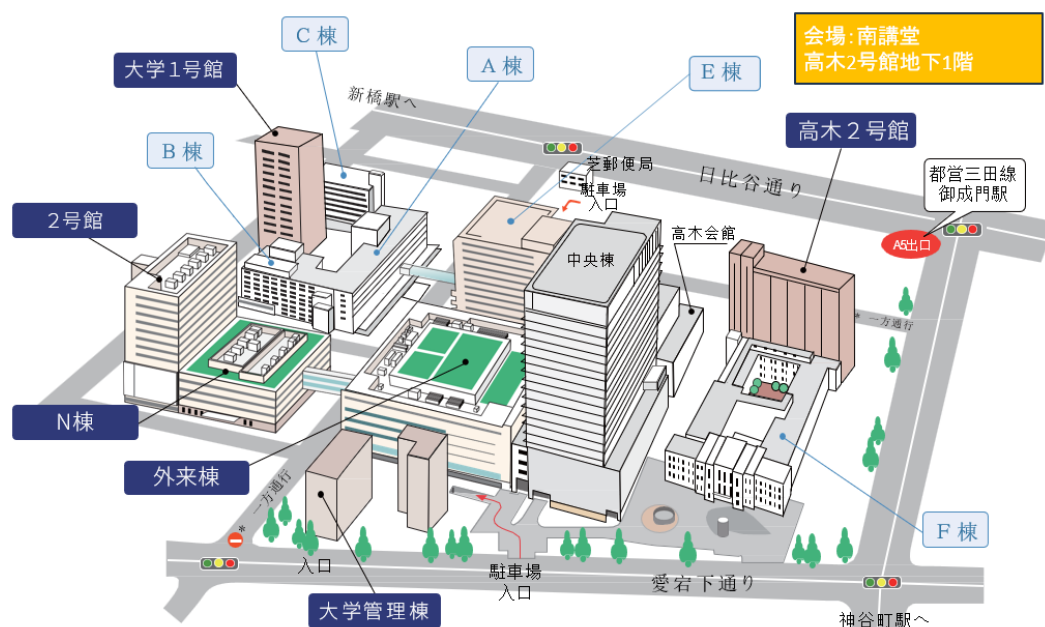 会場:南講堂
高木2号館地下1階
C棟
大学1号館
A棟
E棟
新橋駅へ
高木2号館
B棟
芝郵便局
日比谷通り
都営三田線
御成門駅
駐車場
入口
2号館
高木会館
A5出口
中央棟
* 一方通行
N棟
外来棟
* 一方通行
F棟
入口
駐車場
入口
愛宕下通り
大学管理棟
神谷町駅へ